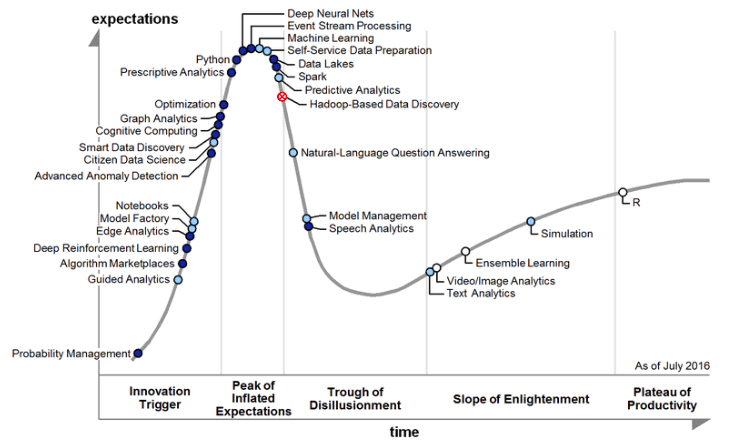 expectations
Deep Neural Nets
Event Stream Processing
Machine Learning
Self-Service Data Preparation
Python
Data Lakes
Prescriptive Analytics
Spark
Predictive Analytics
Optimization
Hadoop-Based Data Discovery
Graph Analytics
Cognitive Computing
Smart Data Discovery
Natural-Language Question Answering
Citizen Data Science
Advanced Anomaly Detection
Notebooks
R
Model Factory
Model Management
Edge Analytics
Speech Analytics
Simulation
Deep Reinforcement Learning
Algorithm Marketplaces
Ensemble Learning
Guided Analytics
Video/Image Analytics
Text Analytics
Probability Management
As of July 2016
Innovation
Trigger
Peak of
Inflated
Expectations
Trough of
Disillusionment
Slope of Enlightenment
Plateau of
Productivity
time